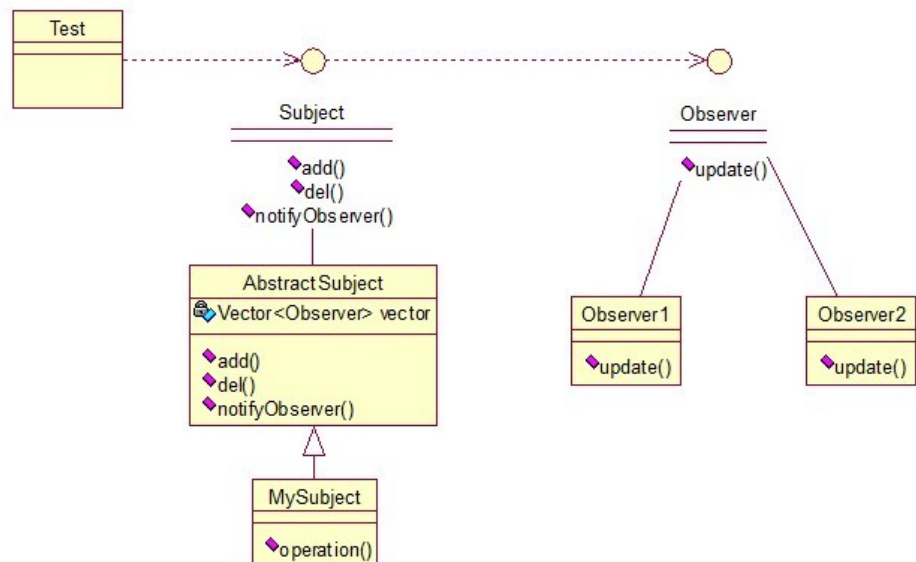 Test
Subject
add()
del()
notifyObserver()
Observer
update()
AbstractSubject
Vector<Observer> vector
add()
del()
notifyObserver()
Observer1
update()
Observer2
update()
MySubject
operation()